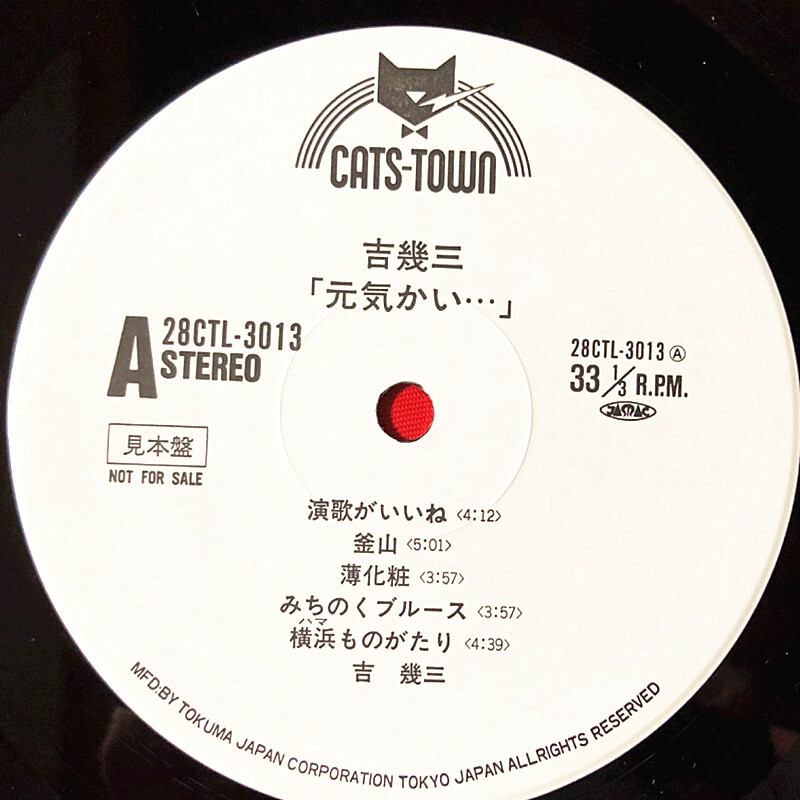 CATS-TOWN
吉幾三
「元気かい…」
A 28CTL-3013
STEREO
28CTL-3013 Ⓐ
33 1/3 R.P.M.
JASRAC
見本盤
NOT FOR SALE
演歌がいいね 〈4:12〉
釜山 〈5:01〉
薄化粧 〈3:57〉
みちのくブルース 〈3:57〉
ハマ
横浜ものがたり 〈4:39〉
吉 幾三
MFD.BY TOKUMA JAPAN CORPORATION TOKYO JAPAN ALLRIGHTS RESERVED